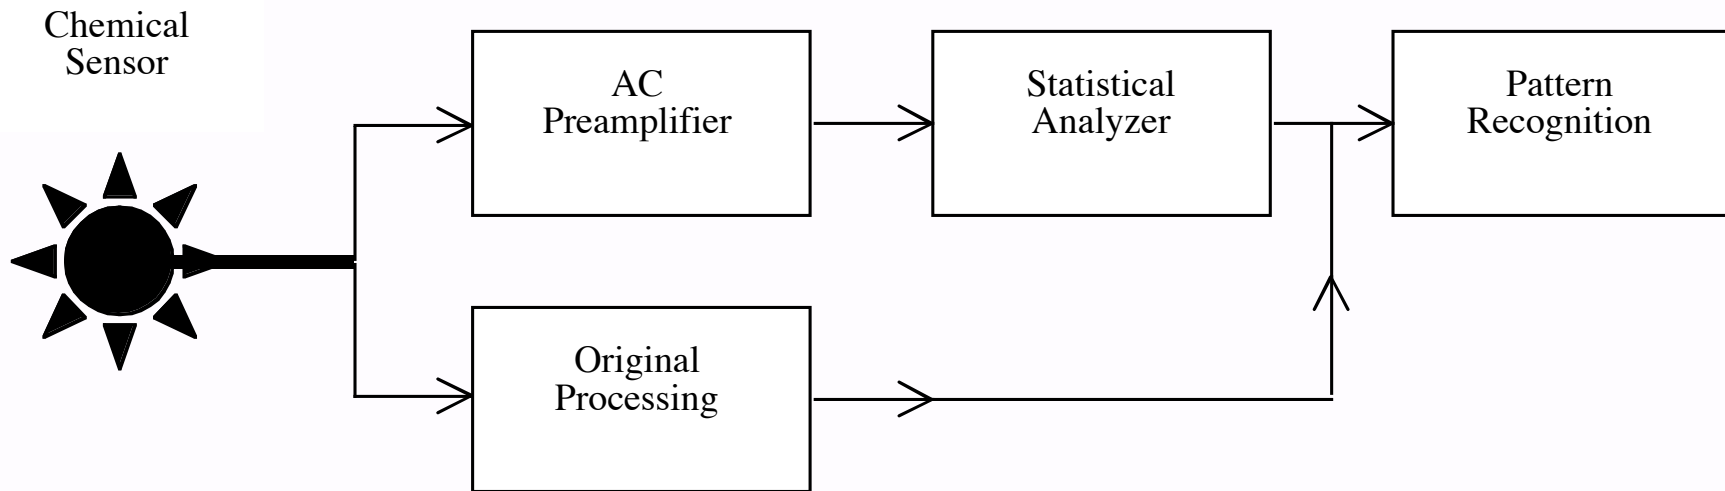 Chemical
Sensor
AC
Preamplifier
Statistical
Analyzer
Pattern
Recognition
Original
Processing